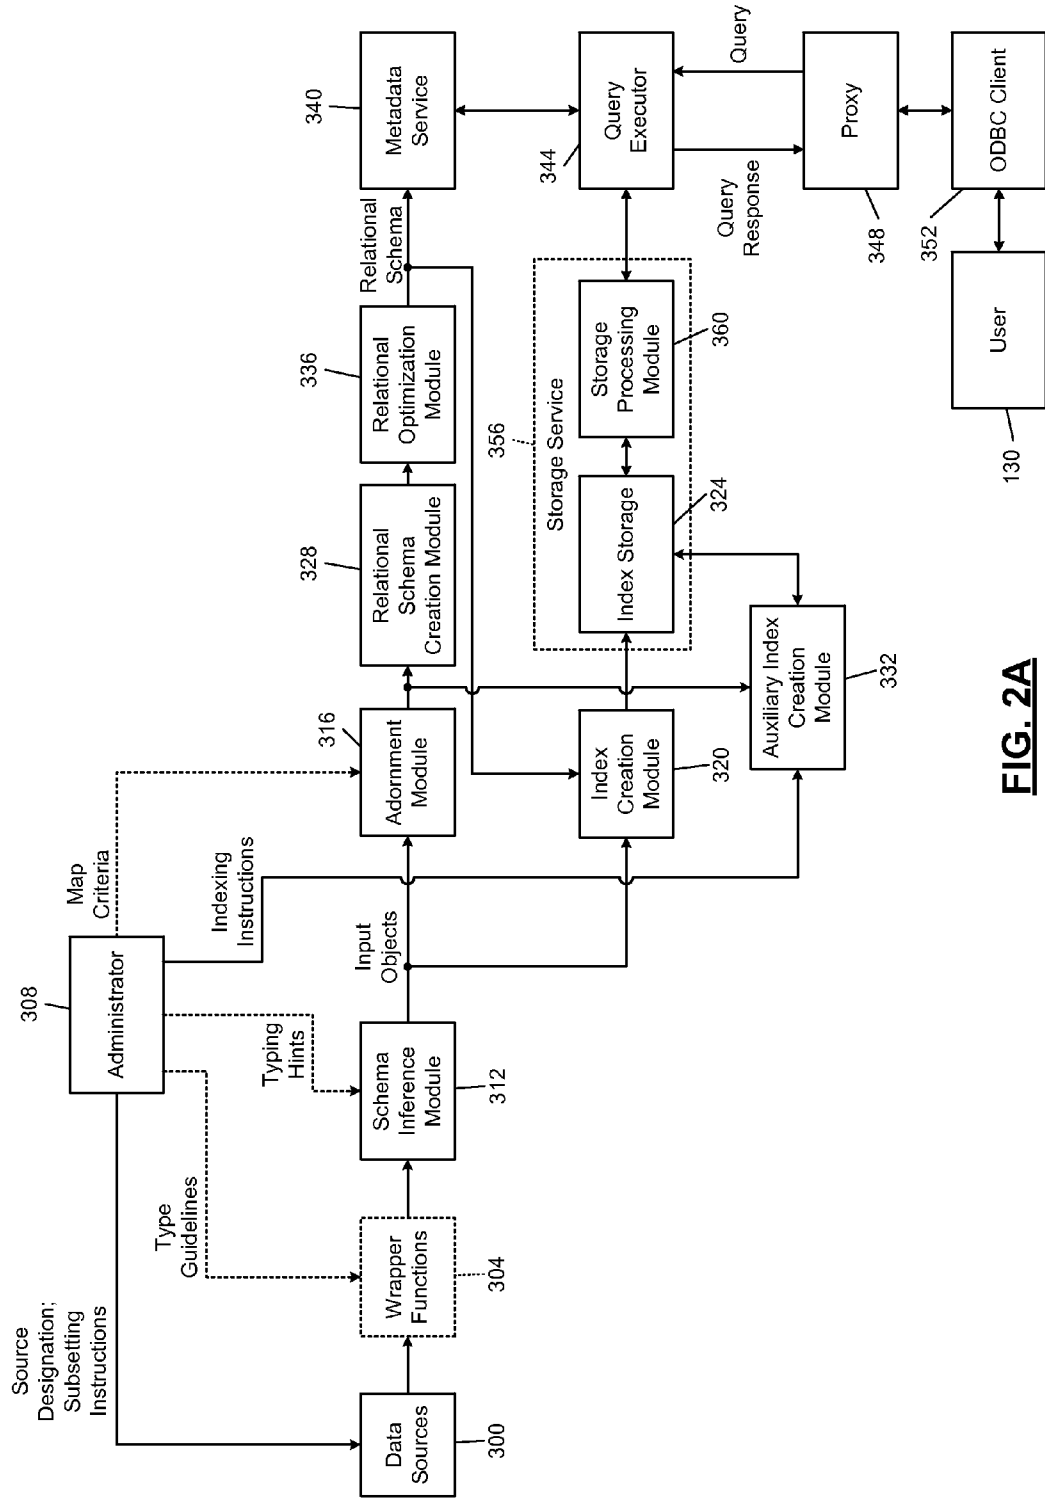 Source
Designation;
Subsetting
Instructions
Type
Guidelines
308
Administrator
Typing
Hints
Map
Criteria
Indexing
Instructions
Data
Sources
300
Wrapper
Functions
304
Schema
Inference
Module
312
Input
Objects
316
Adornment
Module
328
Relational
Schema
Creation Module
336
Relational
Optimization
Module
Relational
Schema
340
Metadata
Service
Index
Creation
Module
320
356
Storage Service
Index Storage
324
Storage
Processing
Module
360
344
Query
Executor
Auxiliary Index
Creation
Module
332
Query
Response
Query
Proxy
348
ODBC Client
352
User
130
FIG. 2A